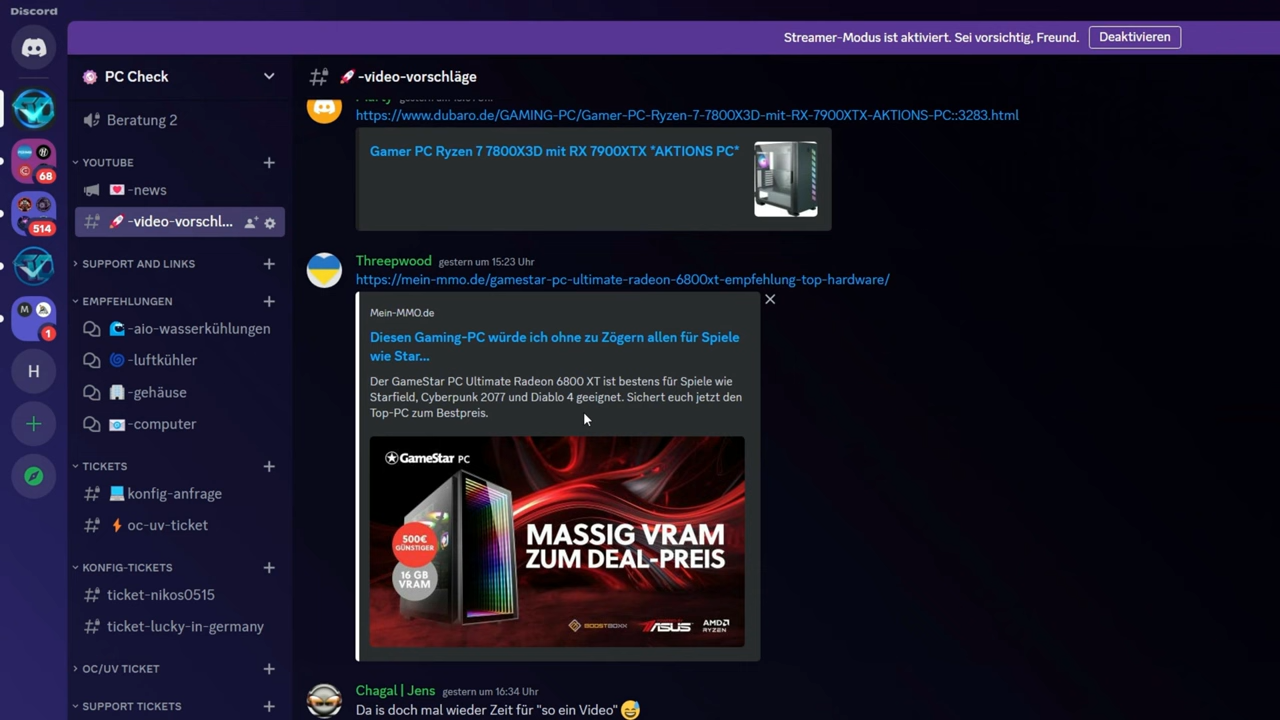 Discord
Streamer-Modus ist aktiviert. Sei vorsichtig, Freund.
Deaktivieren
PC Check
-video-vorschläge
Beratung 2
YOUTUBE
-news
-video-vorschl...
SUPPORT AND LINKS
EMPFEHLUNGEN
-aio-wasserkühlungen
-luftkühler
-gehäuse
-computer
TICKETS
konfig-anfrage
oc-uv-ticket
KONFIG-TICKETS
ticket-nikos0515
ticket-lucky-in-germany
OC/UV TICKET
SUPPORT TICKETS
68
514
M
1
H
https://www.dubaro.de/GAMING-PC/Gamer-PC-Ryzen-7-7800X3D-mit-RX-7900XTX-AKTIONS-PC::3283.html
Gamer PC Ryzen 7 7800X3D mit RX 7900XTX *AKTIONS PC*
Threepwood gestern um 15:23 Uhr
https://mein-mmo.de/gamestar-pc-ultimate-radeon-6800xt-empfehlung-top-hardware/
Mein-MMO.de
Diesen Gaming-PC würde ich ohne zu Zögern allen für Spiele
wie Star...
Der GameStar PC Ultimate Radeon 6800 XT ist bestens für Spiele wie
Starfield, Cyberpunk 2077 und Diablo 4 geeignet. Sichert euch jetzt den
Top-PC zum Bestpreis.
GameStar PC
MASSIG VRAM
ZUM DEAL-PREIS
500€
GÜNSTIGER
16 GB
VRAM
BOOSTBOXX
ASUS
AMD
RYZEN
Chagal | Jens gestern um 16:34 Uhr
Da is doch mal wieder Zeit für "so ein Video"